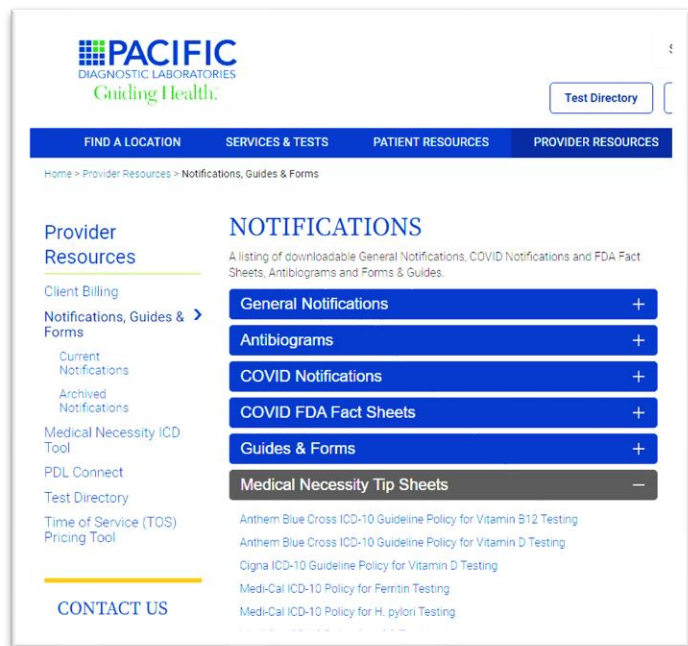 PACIFIC
DIAGNOSTIC LABORATORIES
Guiding Health.
Test Directory
FIND A LOCATION SERVICES & TESTS PATIENT RESOURCES PROVIDER RESOURCES
Home > Provider Resources > Notifications, Guides & Forms
Provider
Resources
Client Billing
Notifications, Guides &
Forms
Current
Notifications
Archived
Notifications
Medical Necessity ICD
Tool
PDL Connect
Test Directory
Time of Service (TOS)
Pricing Tool
CONTACT US
NOTIFICATIONS
A listing of downloadable General Notifications, COVID Notifications and FDA Fact
Sheets, Antibiograms and Forms & Guides.
General Notifications
Antibiograms
COVID Notifications
COVID FDA Fact Sheets
Guides & Forms
Medical Necessity Tip Sheets
Anthem Blue Cross ICD-10 Guideline Policy for Vitamin B12 Testing
Anthem Blue Cross ICD-10 Guideline Policy for Vitamin D Testing
Cigna ICD-10 Guideline Policy for Vitamin D Testing
Medi-Cal ICD-10 Policy for Ferritin Testing
Medi-Cal ICD-10 Policy for H. pylori Testing